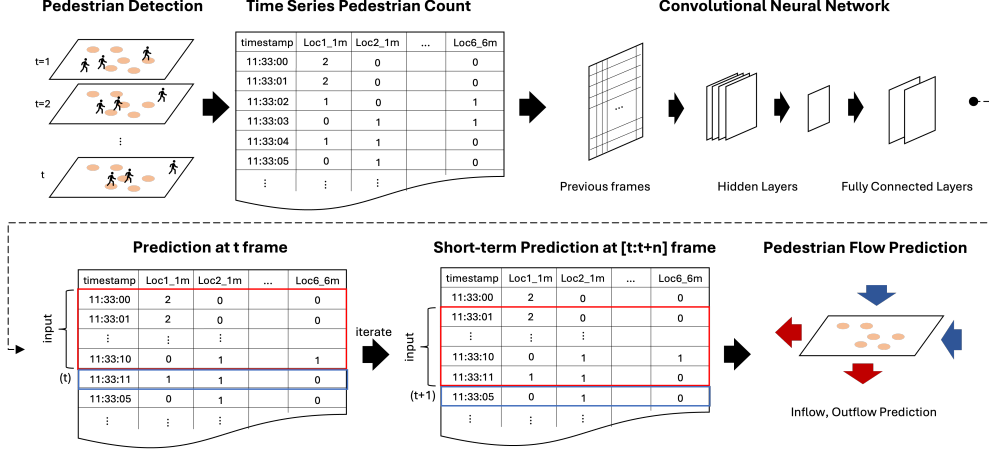 Pedestrian Detection
t=1
t=2
⋮
t
Time Series Pedestrian Count
timestamp Loc1_1m Loc2_1m ... Loc6_6m
11:33:00 2 0 0
11:33:01 2 0 0
11:33:02 1 0 1
11:33:03 0 1 1
11:33:04 1 1 0
11:33:05 0 1 0
⋮ ⋮ ⋮ ⋮
Convolutional Neural Network
...
Previous frames
Hidden Layers
Fully Connected Layers
Prediction at t frame
timestamp Loc1_1m Loc2_1m ... Loc6_6m
11:33:00 2 0 0
11:33:01 2 0 0
⋮ ⋮ ⋮
11:33:10 0 1 1
11:33:11 1 1 0
11:33:05 0 1 0
⋮ ⋮ ⋮ ⋮
input
(t)
iterate
Short-term Prediction at [t:t+n] frame
timestamp Loc1_1m Loc2_1m ... Loc6_6m
11:33:00 2 0 0
11:33:01 2 0 0
⋮ ⋮ ⋮
11:33:10 0 1 1
11:33:11 1 1 0
11:33:05 0 1 0
⋮ ⋮ ⋮ ⋮
input
(t+1)
Pedestrian Flow Prediction
Inflow, Outflow Prediction